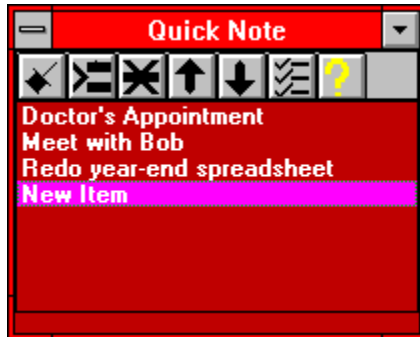 Quick Note
?
Doctor's Appointment
Meet with Bob
Redo year-end spreadsheet
New Item